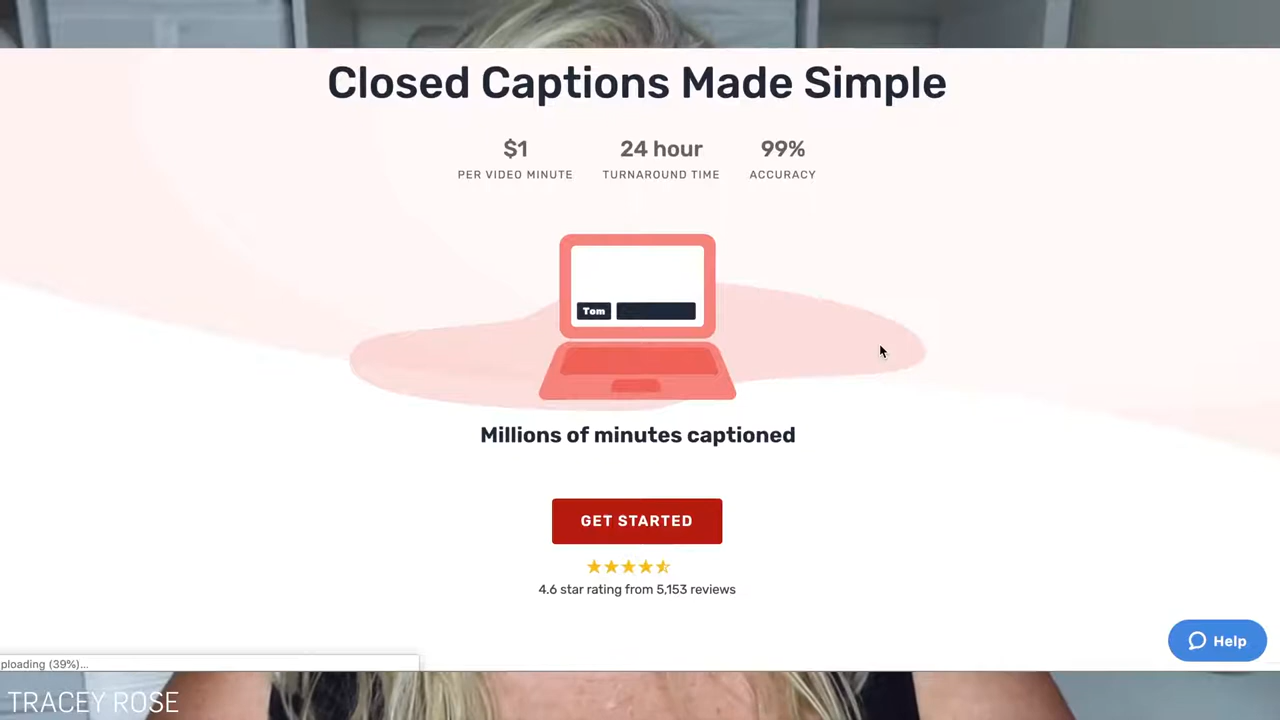 Closed Captions Made Simple
$1 24 hour 99%
PER VIDEO MINUTE TURNAROUND TIME ACCURACY
Tom
Millions of minutes captioned
GET STARTED
4.6 star rating from 5,153 reviews
Help
ploading (39%)...
TRACEY ROSE